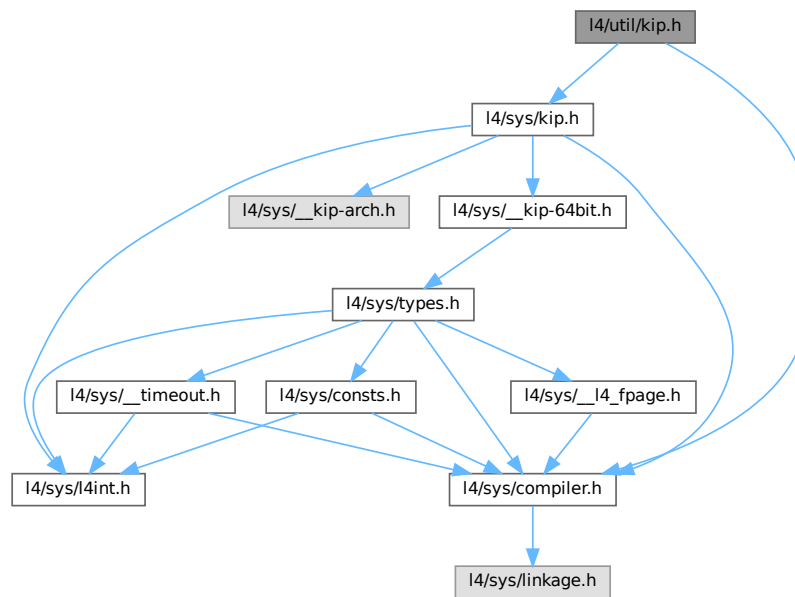 l4/util/kip.h
l4/sys/kip.h
l4/sys/__kip-arch.h
l4/sys/__kip-64bit.h
l4/sys/types.h
l4/sys/__timeout.h
l4/sys/consts.h
l4/sys/__l4_fpage.h
l4/sys/l4int.h
l4/sys/compiler.h
l4/sys/linkage.h